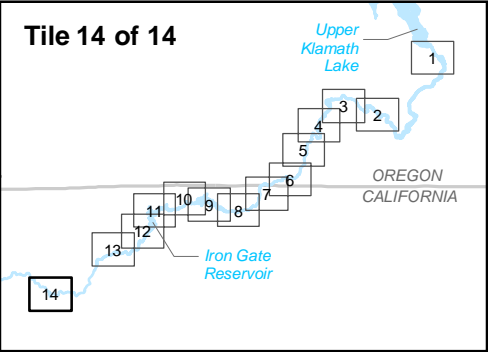 Tile 14 of 14
Upper
Klamath
Lake
1
3
2
4
5
OREGON
6
CALIFORNIA
7
10
9
8
11
12
Iron Gate
Reservoir
13
14